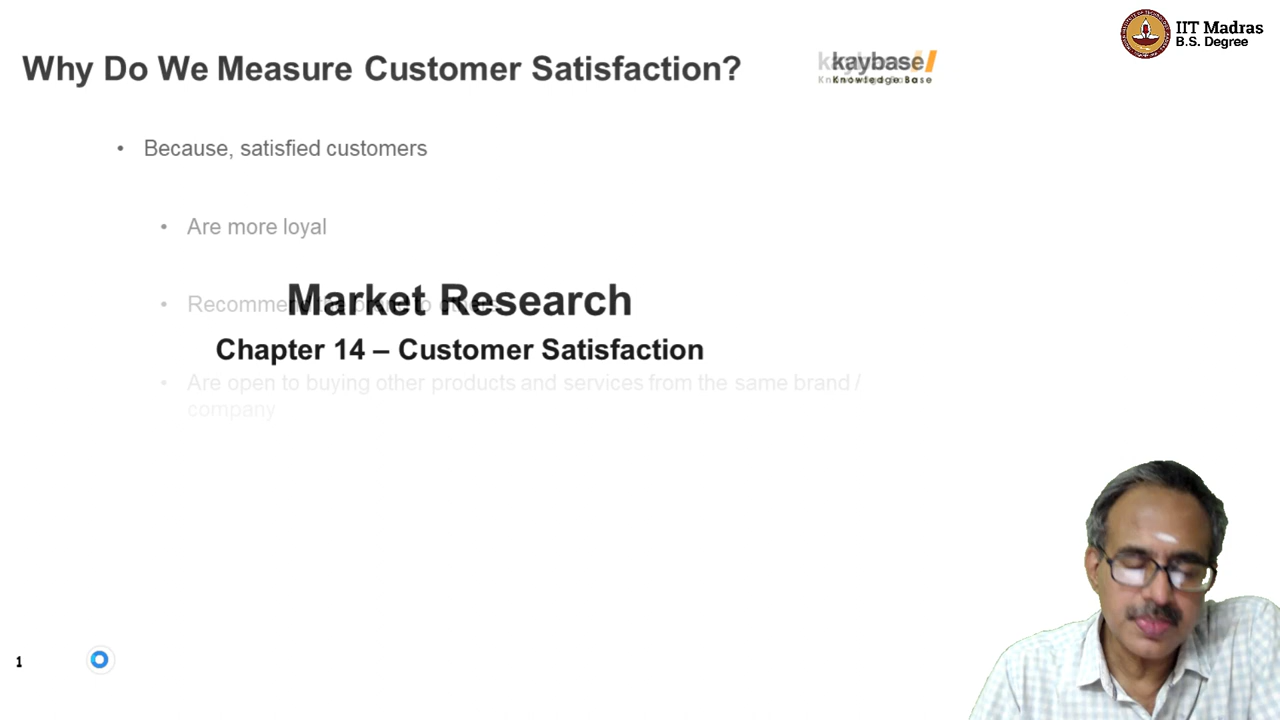 IIT Madras
B.S. Degree
Why Do We Measure Customer Satisfaction?
kaybase
Knowledge Base
• Because, satisfied customers
• Are more loyal
• Recommend
Market Research
Chapter 14 – Customer Satisfaction
• Are open to buying other products and services from the same brand /
company
1